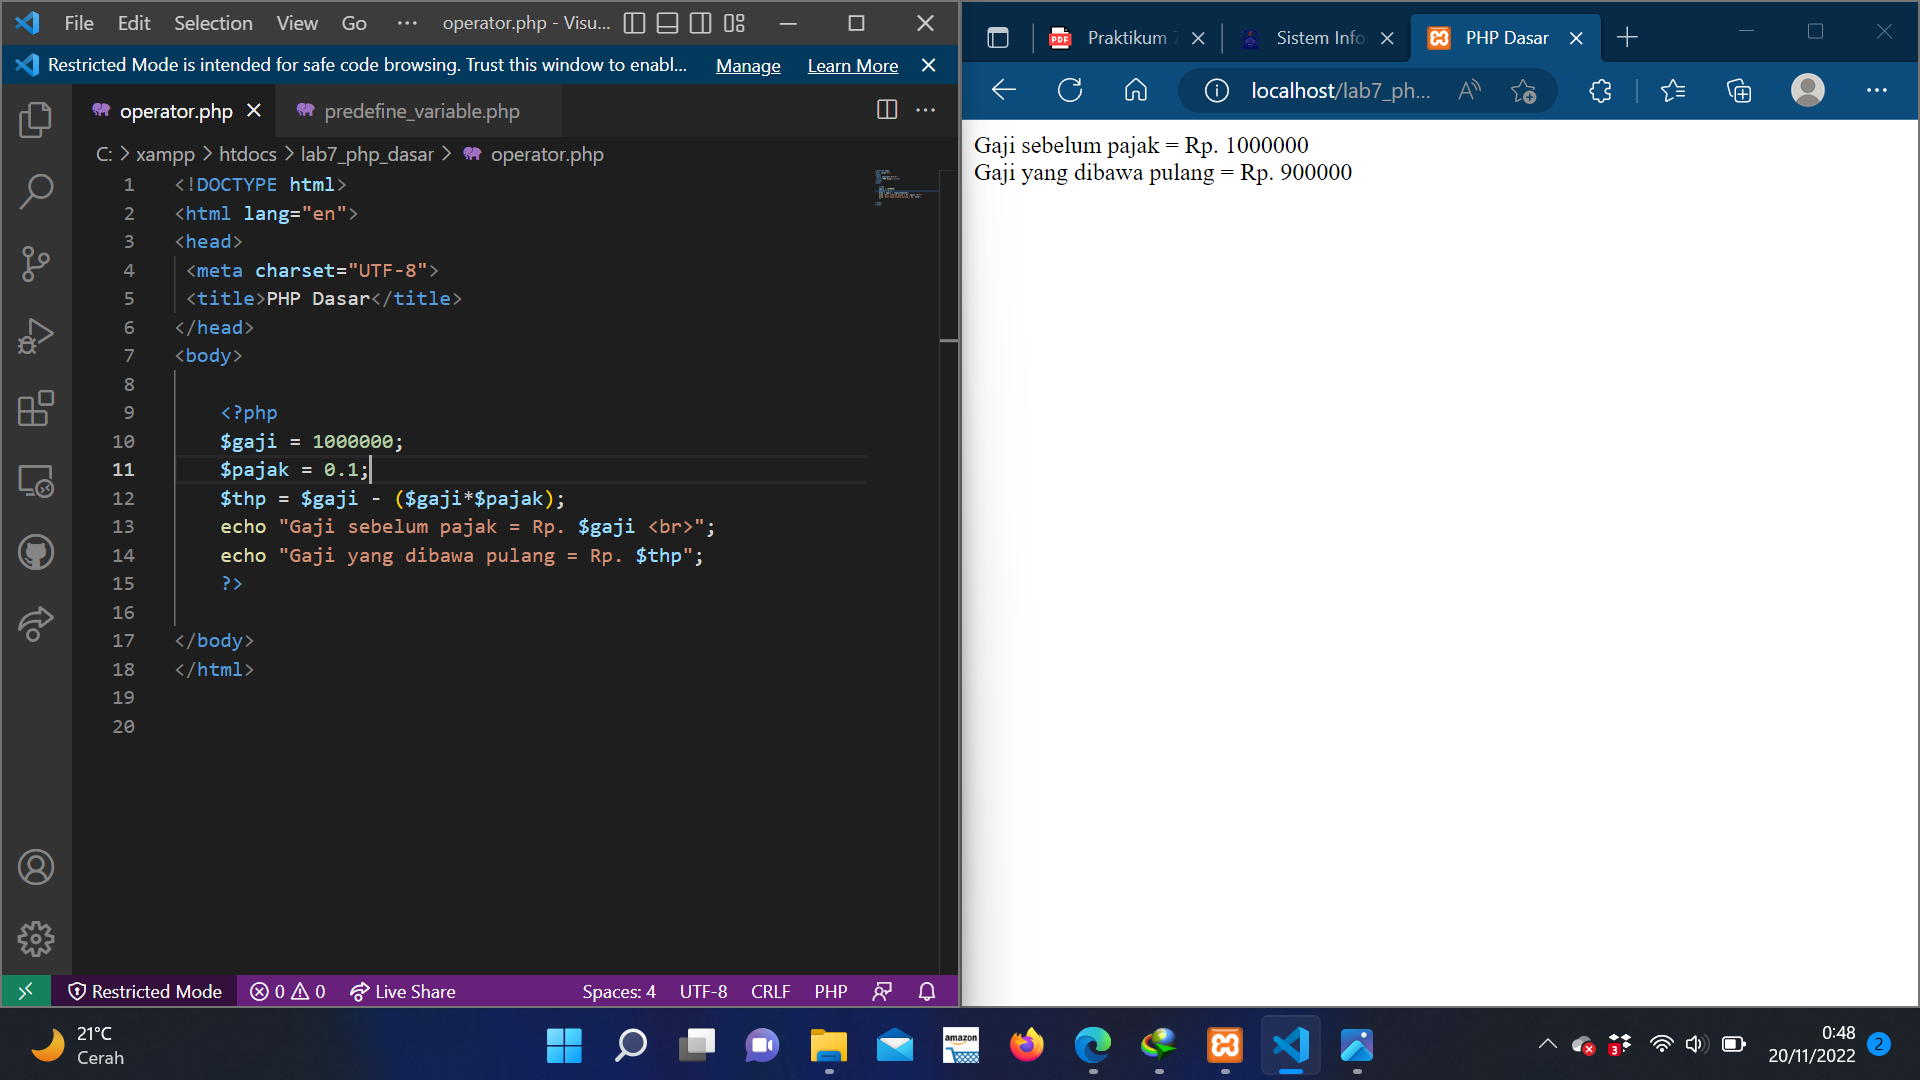 File Edit Selection View Go ··· operator.php - Visu...
Restricted Mode is intended for safe code browsing. Trust this window to enabl... Manage Learn More
operator.php predefine_variable.php
C: > xampp > htdocs > lab7_php_dasar > operator.php
1 <!DOCTYPE html>
2 <html lang="en">
3 <head>
4 <meta charset="UTF-8">
5 <title>PHP Dasar</title>
6 </head>
7 <body>
8
9 <?php
10 $gaji = 1000000;
11 $pajak = 0.1;
12 $thp = $gaji - ($gaji*$pajak);
13 echo "Gaji sebelum pajak = Rp. $gaji <br>";
14 echo "Gaji yang dibawa pulang = Rp. $thp";
15 ?>
16
17 </body>
18 </html>
19
20
Restricted Mode 0 0 Live Share Spaces: 4 UTF-8 CRLF PHP
PDF Praktikum 7 Sistem Info PHP Dasar
localhost/lab7_ph...
Gaji sebelum pajak = Rp. 1000000
Gaji yang dibawa pulang = Rp. 900000
21°C
Cerah
amazon
3
0:48
20/11/2022
2